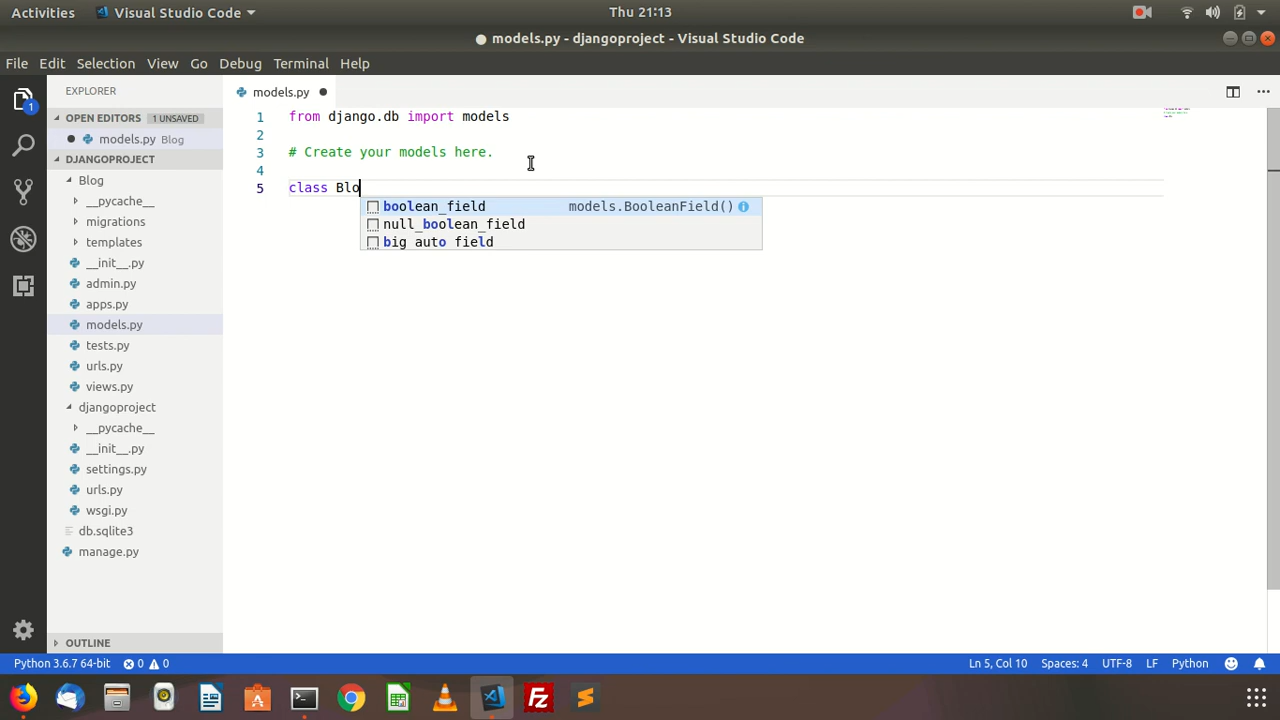 Activities Visual Studio Code Thu 21:13
models.py - djangoproject - Visual Studio Code
File Edit Selection View Go Debug Terminal Help
EXPLORER
models.py
OPEN EDITORS 1 UNSAVED
models.py Blog
DJANGOPROJECT
Blog
__pycache__
migrations
templates
__init__.py
admin.py
apps.py
models.py
tests.py
urls.py
views.py
djangoproject
__pycache__
__init__.py
settings.py
urls.py
wsgi.py
db.sqlite3
manage.py
OUTLINE
1
1 from django.db import models
2
3 # Create your models here.
4
5 class Blo
boolean_field models.BooleanField()
null_boolean_field
big auto field
Python 3.6.7 64-bit 0 0 Ln 5, Col 10 Spaces: 4 UTF-8 LF Python
FZ